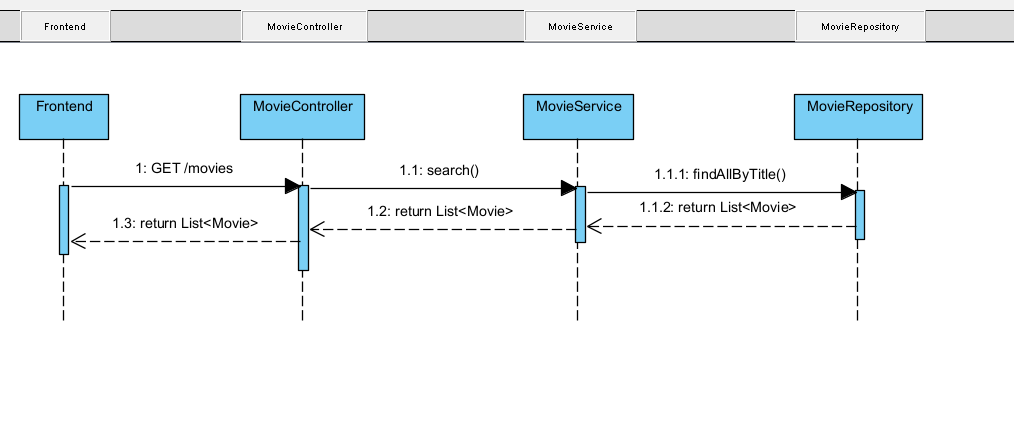 Frontend MovieController MovieService MovieRepository
Frontend MovieController MovieService MovieRepository
1: GET /movies
1.1: search()
1.1.1: findAllByTitle()
1.1.2: return List<Movie>
1.2: return List<Movie>
1.3: return List<Movie>